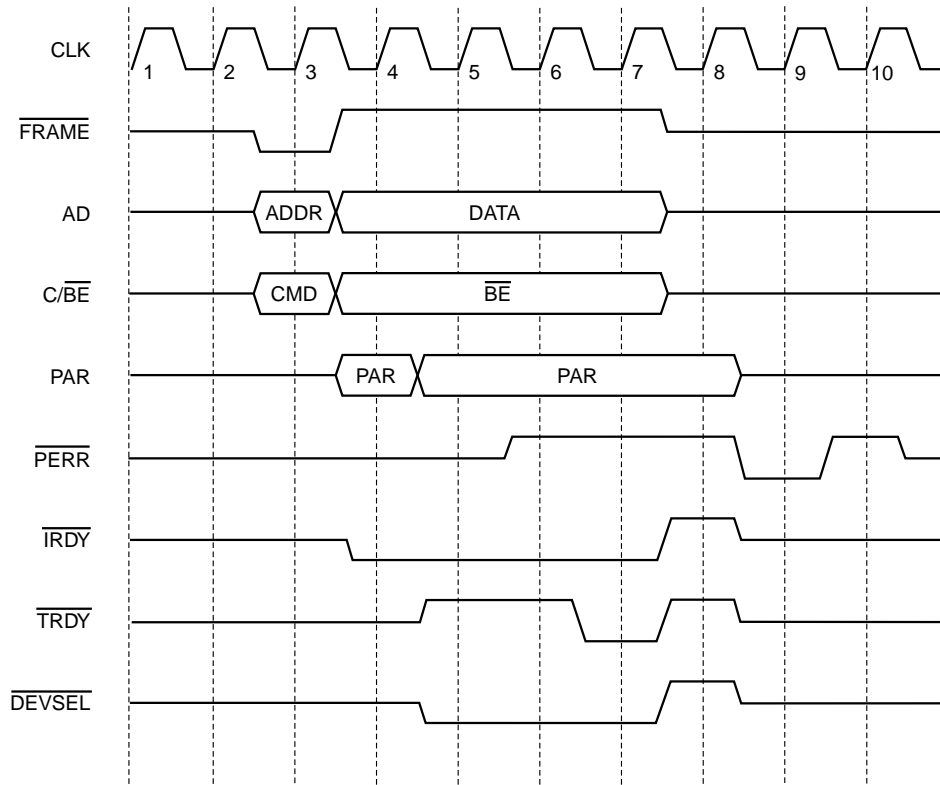 CLK
1 2 3 4 5 6 7 8 9 10
FRAME
AD ADDR DATA
C/BE CMD BE
PAR PAR PAR
PERR
IRDY
TRDY
DEVSEL